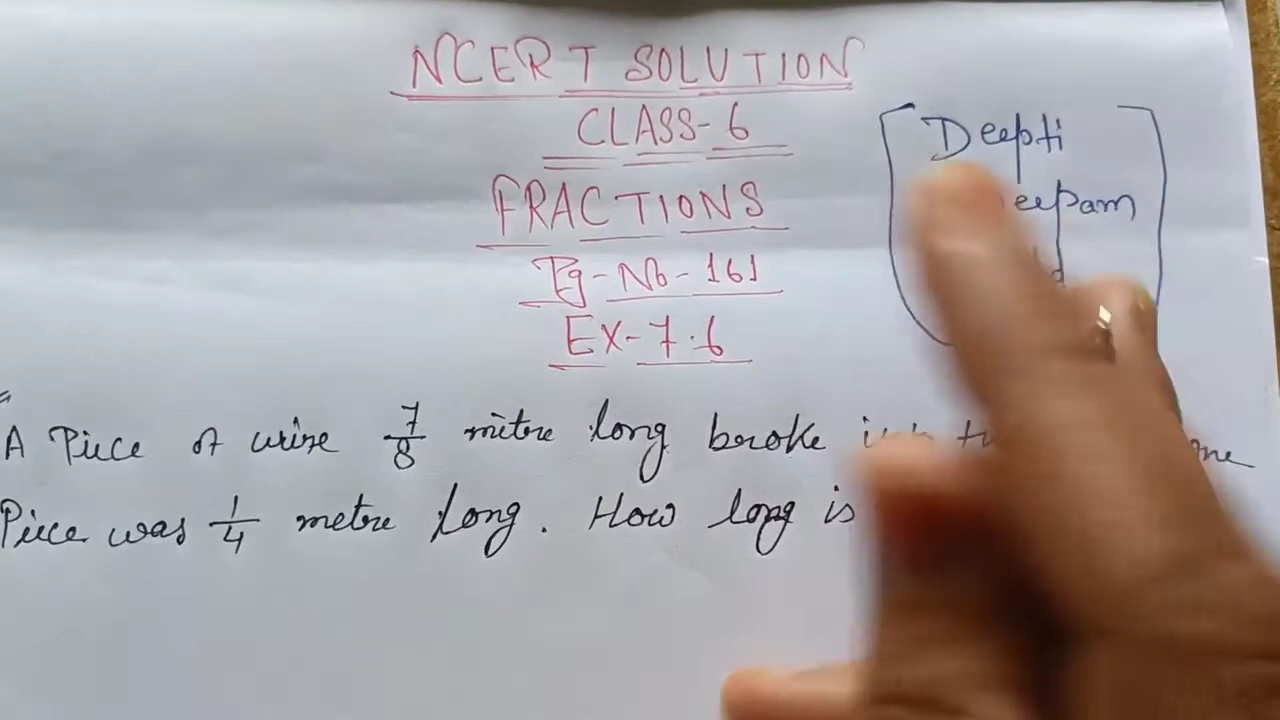 NCERT SOLUTION
CLASS-6
FRACTIONS
Pg-No-161
EX-7.6
Deepti
A Piece of wire 7/8 metre long broke
Piece was 1/4 metre long. How long is